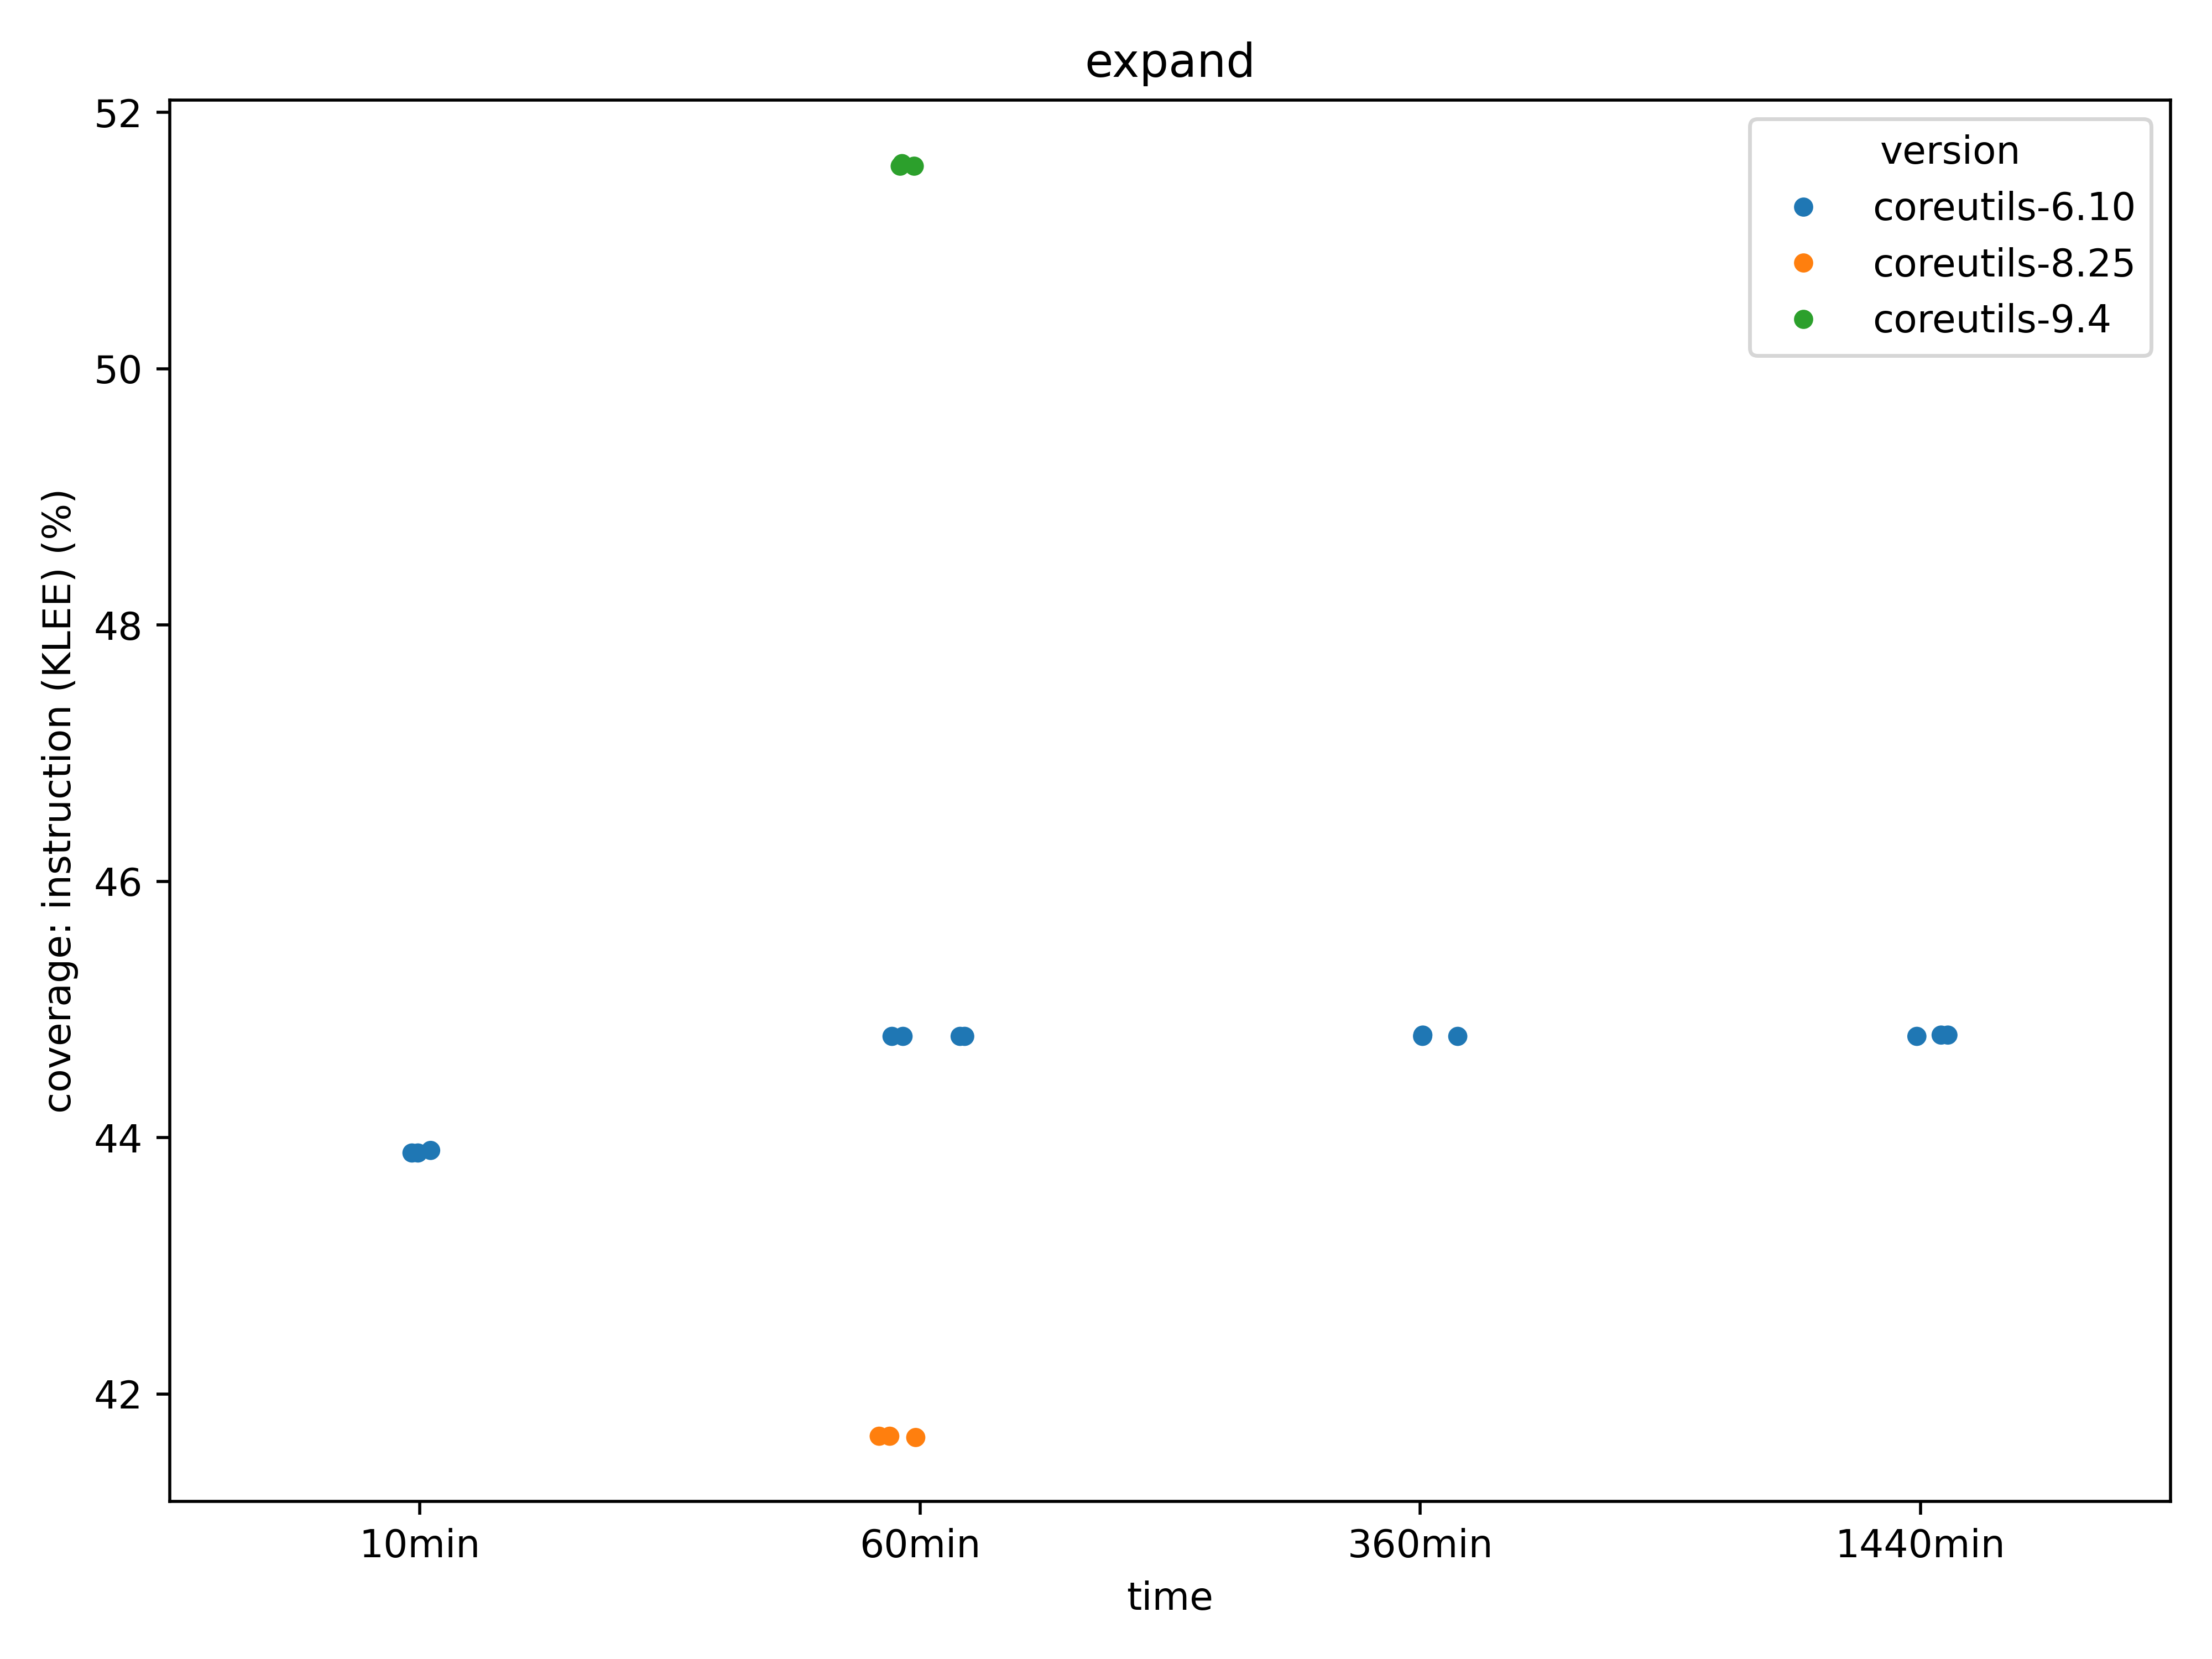 expand
52
50
48
46
44
42
coverage: instruction (KLEE) (%)
version
coreutils-6.10
coreutils-8.25
coreutils-9.4
10min
60min
360min
1440min
time